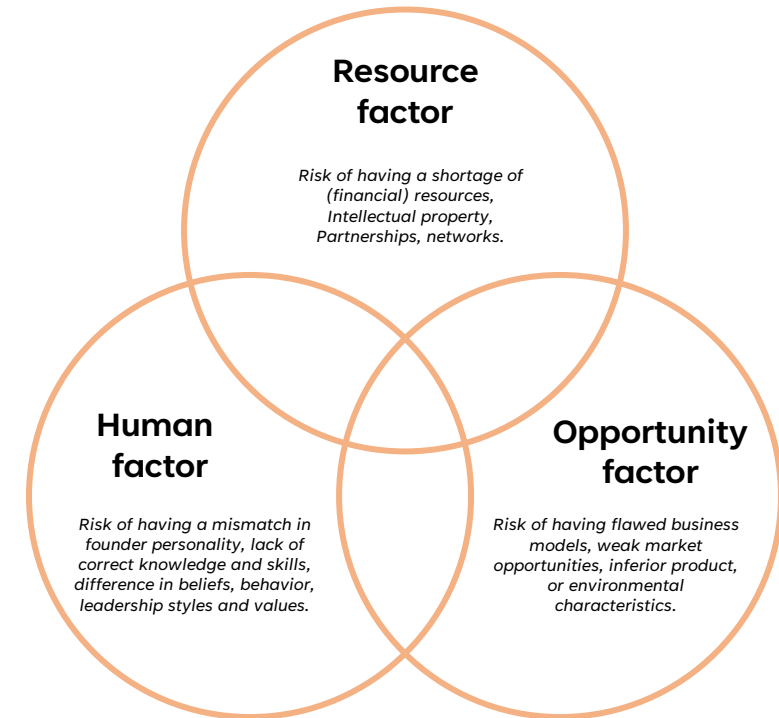 Resource
factor
Risk of having a shortage of
(financial) resources,
Intellectual property,
Partnerships, networks.
Human
factor
Risk of having a mismatch in
founder personality, lack of
correct knowledge and skills,
difference in beliefs, behavior,
leadership styles and values.
Opportunity
factor
Risk of having flawed business
models, weak market
opportunities, inferior product,
or environmental
characteristics.